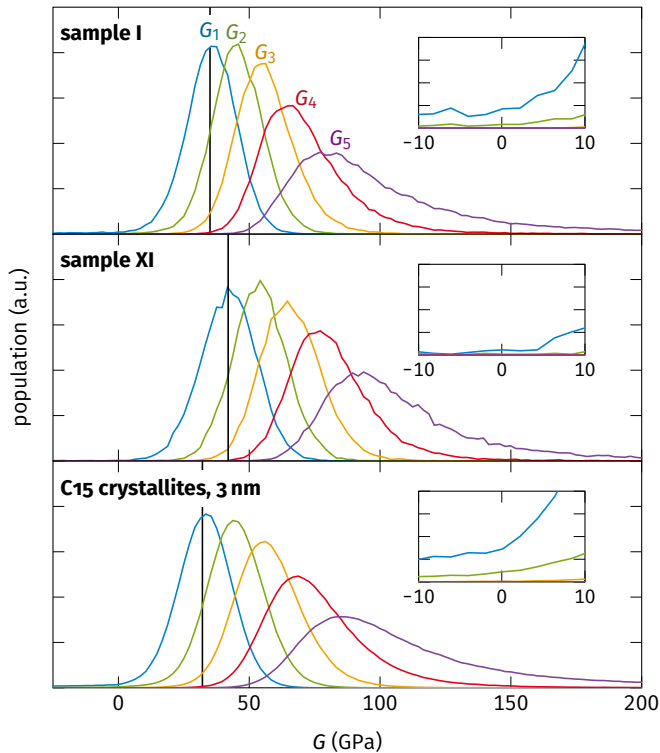 sample I
G1
G2
G3
G4
G5
−10 0 10
sample XI
−10 0 10
population (a.u.)
C15 crystallites, 3 nm
−10 0 10
0 50 100 150 200
G (GPa)